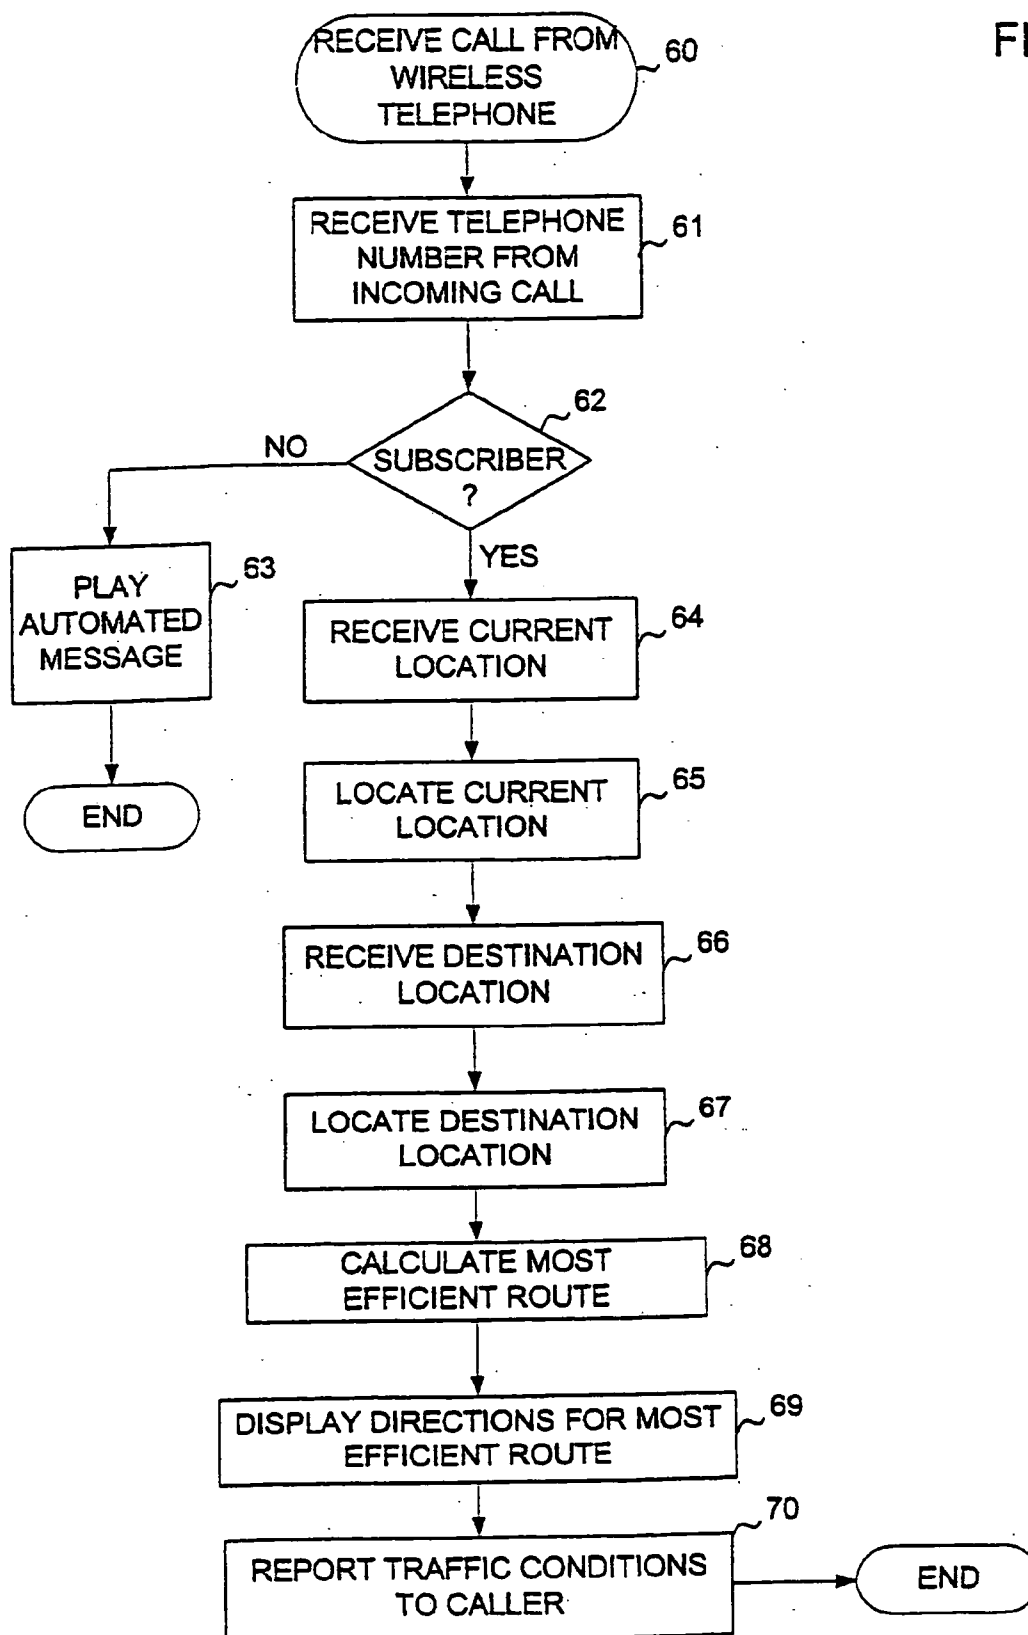 FI
RECEIVE CALL FROM
WIRELESS
TELEPHONE
60
RECEIVE TELEPHONE
NUMBER FROM
INCOMING CALL
61
62
SUBSCRIBER
?
NO
YES
PLAY
AUTOMATED
MESSAGE
63
END
RECEIVE CURRENT
LOCATION
64
LOCATE CURRENT
LOCATION
65
RECEIVE DESTINATION
LOCATION
66
LOCATE DESTINATION
LOCATION
67
CALCULATE MOST
EFFICIENT ROUTE
68
DISPLAY DIRECTIONS FOR MOST
EFFICIENT ROUTE
69
REPORT TRAFFIC CONDITIONS
TO CALLER
70
END